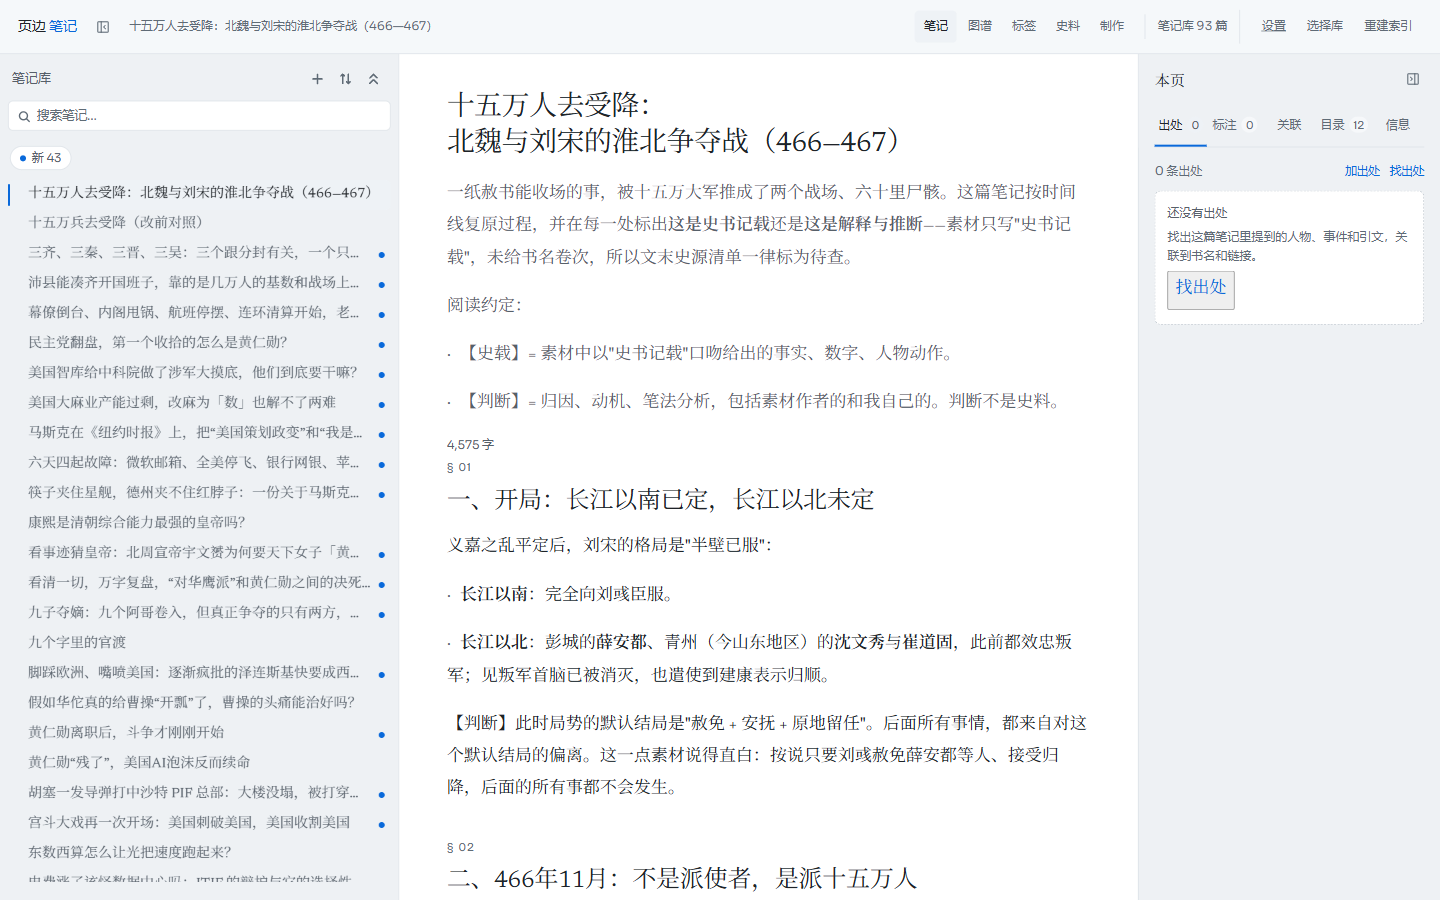 页边 笔记
十五万人去受降：北魏与刘宋的淮北争夺战（466—467）
笔记
图谱
标签
史料
制作
笔记库 93 篇
设置
选择库
重建索引
笔记库
搜索笔记...
新 43
十五万人去受降：北魏与刘宋的淮北争夺战（466—467）
十五万兵去受降（改前对照）
三齐、三秦、三晋、三吴：三个跟分封有关，一个只...
沛县能凑齐开国班子，靠的是几万人的基数和战场上...
幕僚倒台、内阁甩锅、航班停摆、连环清算开始，老...
民主党翻盘，第一个收拾的怎么是黄仁勋？
美国智库给中科院做了涉军大摸底，他们到底要干嘛？
美国大麻业产能过剩，改麻为「数」也解不了两难
马斯克在《纽约时报》上，把“美国策划政变”和“我是...
六天四起故障：微软邮箱、全美停飞、银行网银、苹...
筷子夹住星舰，德州夹不住红脖子：一份关于马斯克...
康熙是清朝综合能力最强的皇帝吗？
看事迹猜皇帝：北周宣帝宇文赟为何要天下女子「黄...
看清一切，万字复盘，“对华鹰派”和黄仁勋之间的决死...
九子夺嫡：九个阿哥卷入，但真正争夺的只有两方，...
九个字里的官渡
脚踩欧洲、嘴喷美国：逐渐疯批的泽连斯基快要成西...
假如华佗真的给曹操“开瓢”了，曹操的头痛能治好吗？
黄仁勋离职后，斗争才刚刚开始
黄仁勋“残了”，美国AI泡沫反而续命
胡塞一发导弹打中沙特 PIF 总部：大楼没塌，被打穿...
宫斗大戏再一次开场：美国刺破美国，美国收割美国
东数西算怎么让光把速度跑起来？
十五万人去受降：
北魏与刘宋的淮北争夺战（466—467）
一纸赦书能收场的事，被十五万大军推成了两个战场、六十里尸骸。这篇笔记按时间
线复原过程，并在每一处标出这是史书记载还是这是解释与推断——素材只写"史书记
载"，未给书名卷次，所以文末史源清单一律标为待查。
阅读约定：
· 【史载】= 素材中以"史书记载"口吻给出的事实、数字、人物动作。
· 【判断】= 归因、动机、笔法分析，包括素材作者的和我自己的。判断不是史料。
4,575 字
§ 01
一、开局：长江以南已定，长江以北未定
义嘉之乱平定后，刘宋的格局是"半壁已服"：
· 长江以南：完全向刘彧臣服。
· 长江以北：彭城的薛安都、青州（今山东地区）的沈文秀与崔道固，此前都效忠叛
军；见叛军首脑已被消灭，也遣使到建康表示归顺。
【判断】此时局势的默认结局是"赦免 + 安抚 + 原地留任"。后面所有事情，都来自对这
个默认结局的偏离。这一点素材说得直白：按说只要刘彧赦免薛安都等人、接受归
降，后面的所有事都不会发生。
§ 02
二、466年11月：不是派使者，是派十五万人
本页
出处 0
标注 0
关联
目录 12
信息
0 条出处
加出处 找出处
还没有出处
找出这篇笔记里提到的人物、事件和引文，关
联到书名和链接。
找出处